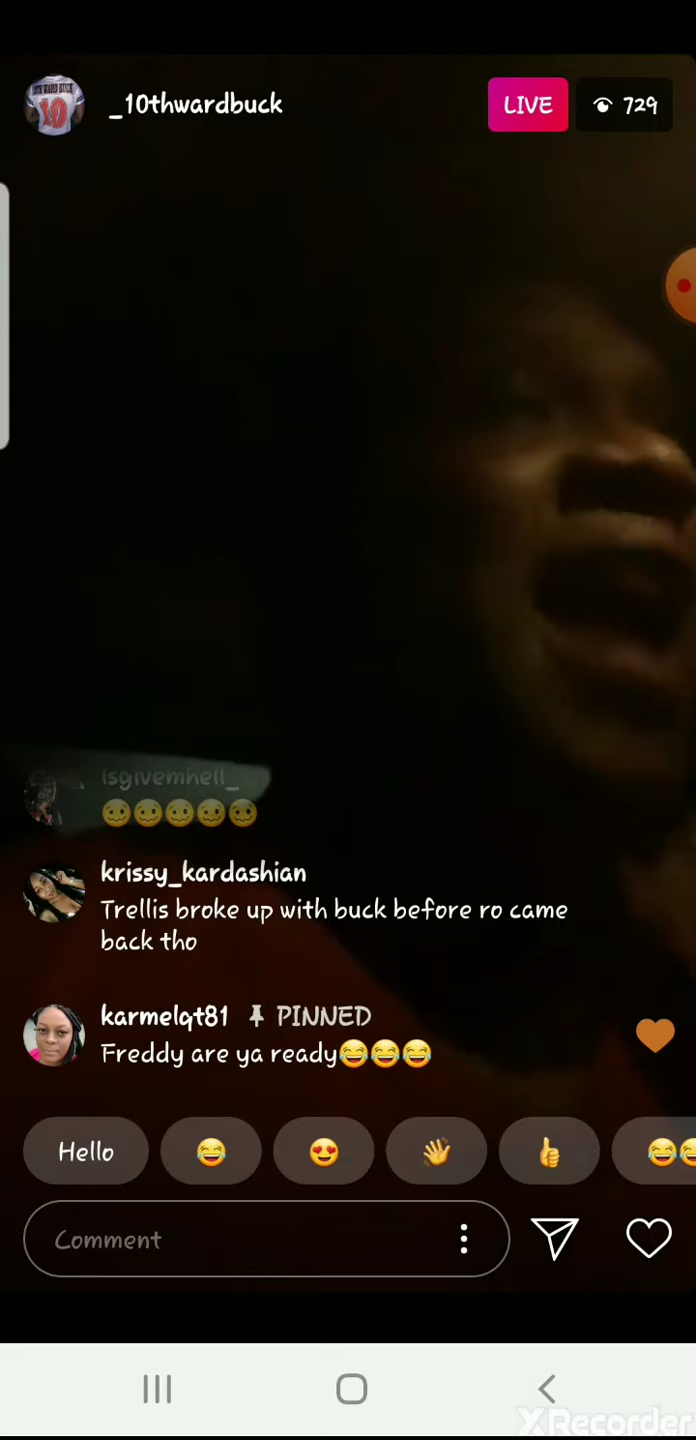 _10thwardbuck
LIVE
729
lsgivemhell_
🥴🥴🥴🥴🥴
krissy_kardashian
Trellis broke up with buck before ro came
back tho
karmelqt81 PINNED
Freddy are ya ready😂😂😂
Hello 😂 😍 👋 👍 😂😂
Comment
XRecorder